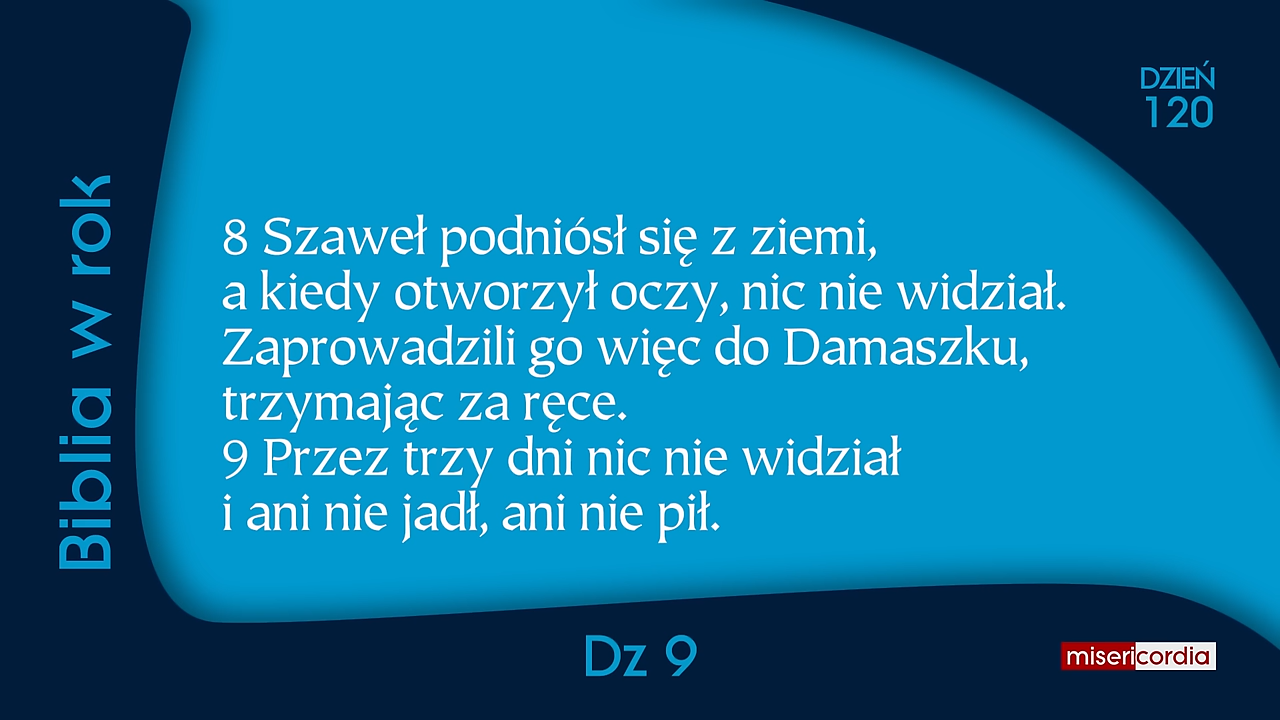 DZIEŃ
120
Biblia w rok
8 Szaweł podniósł się z ziemi,
a kiedy otworzył oczy, nic nie widział.
Zaprowadzili go więc do Damaszku,
trzymając za ręce.
9 Przez trzy dni nic nie widział
i ani nie jadł, ani nie pił.
Dz 9
misericordia